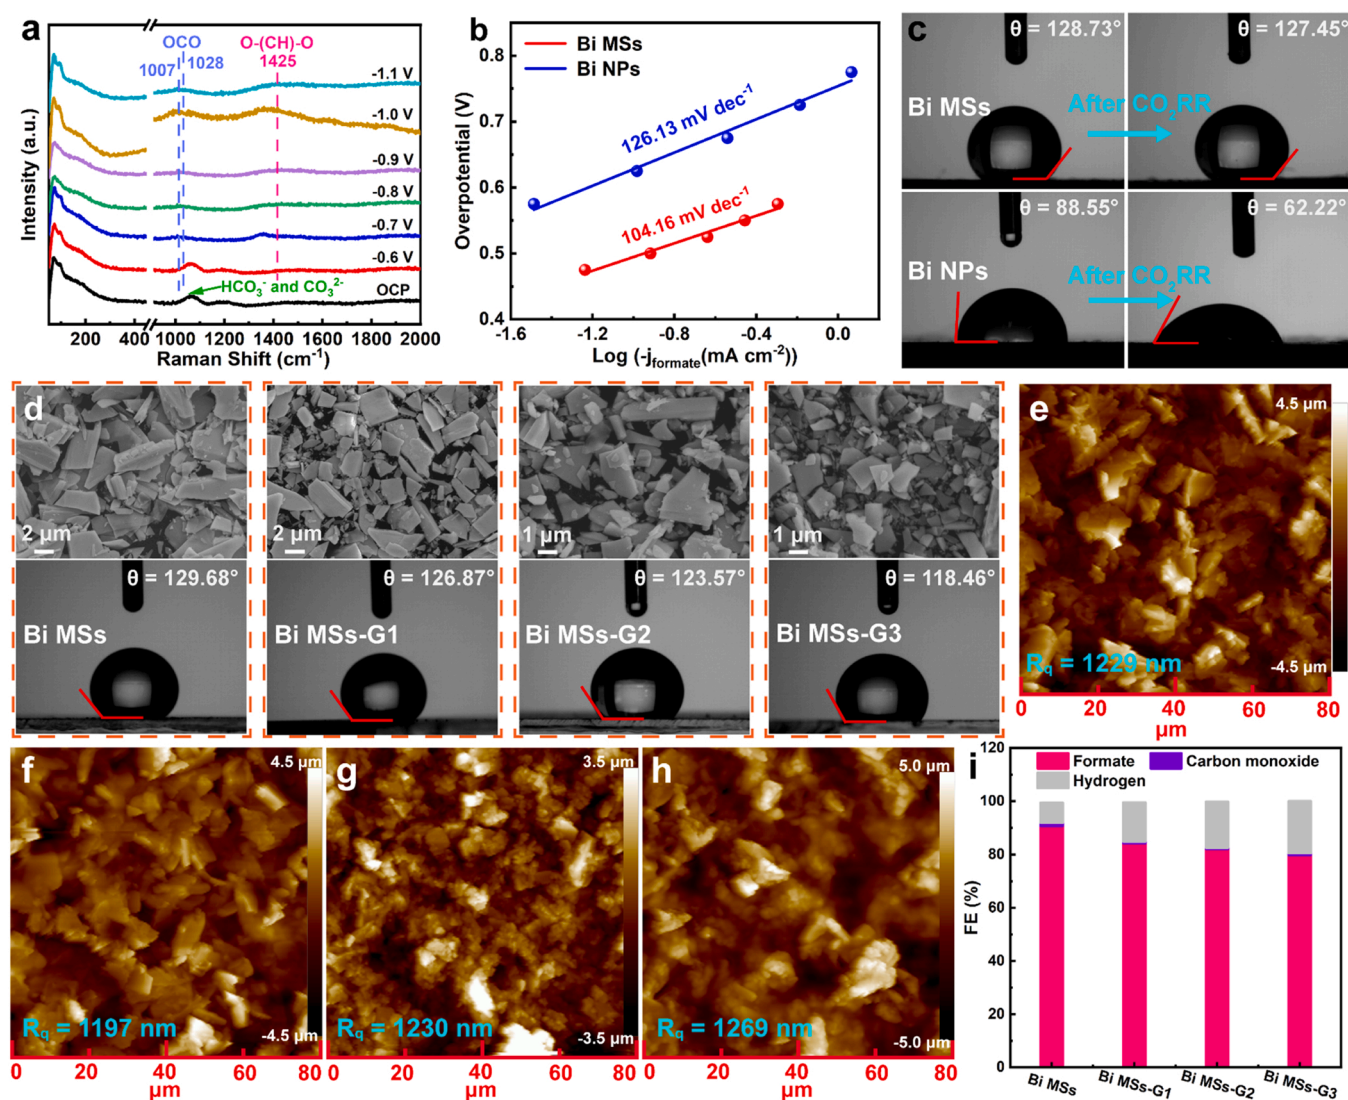 a
OCO
O-(CH)-O
1007
1028
1425
-1.1 V
-1.0 V
-0.9 V
-0.8 V
-0.7 V
-0.6 V
HCO₃⁻ and CO₃²⁻
OCP
Intensity (a.u.)
200 400 1000 1200 1400 1600 1800 2000
Raman Shift (cm⁻¹)
b
Bi MSs
Bi NPs
126.13 mV dec⁻¹
104.16 mV dec⁻¹
Overpotential (V)
0.8
0.7
0.6
0.5
0.4
-1.6 -1.2 -0.8 -0.4 0.0
Log (-j_formate(mA cm⁻²))
c
θ = 128.73°
θ = 127.45°
Bi MSs
After CO₂RR
θ = 88.55°
θ = 62.22°
Bi NPs
After CO₂RR
d
2 µm
2 µm
1 µm
1 µm
θ = 129.68°
θ = 126.87°
θ = 123.57°
θ = 118.46°
Bi MSs
Bi MSs-G1
Bi MSs-G2
Bi MSs-G3
e
4.5 µm
-4.5 µm
R_q = 1229 nm
0 20 40 60 80
µm
f
4.5 µm
-4.5 µm
R_q = 1197 nm
0 20 40 60 80
µm
g
3.5 µm
-3.5 µm
R_q = 1230 nm
0 20 40 60 80
µm
h
5.0 µm
-5.0 µm
R_q = 1269 nm
0 20 40 60 80
µm
i
Formate
Carbon monoxide
Hydrogen
FE (%)
120
100
80
60
40
20
0
Bi MSs
Bi MSs-G1
Bi MSs-G2
Bi MSs-G3